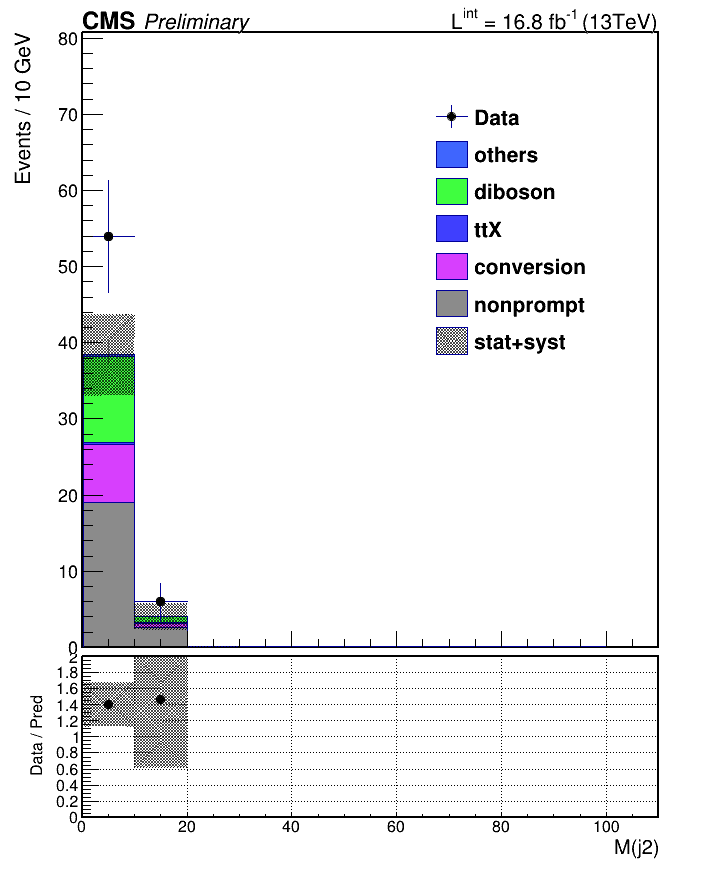 CMS Preliminary
L^int = 16.8 fb^-1 (13TeV)
Events / 10 GeV
80
70
60
50
40
30
20
10
0
Data
others
diboson
ttX
conversion
nonprompt
stat+syst
Data / Pred
2
1.8
1.6
1.4
1.2
1
0.8
0.6
0.4
0.2
0
0 20 40 60 80 100
M(j2)